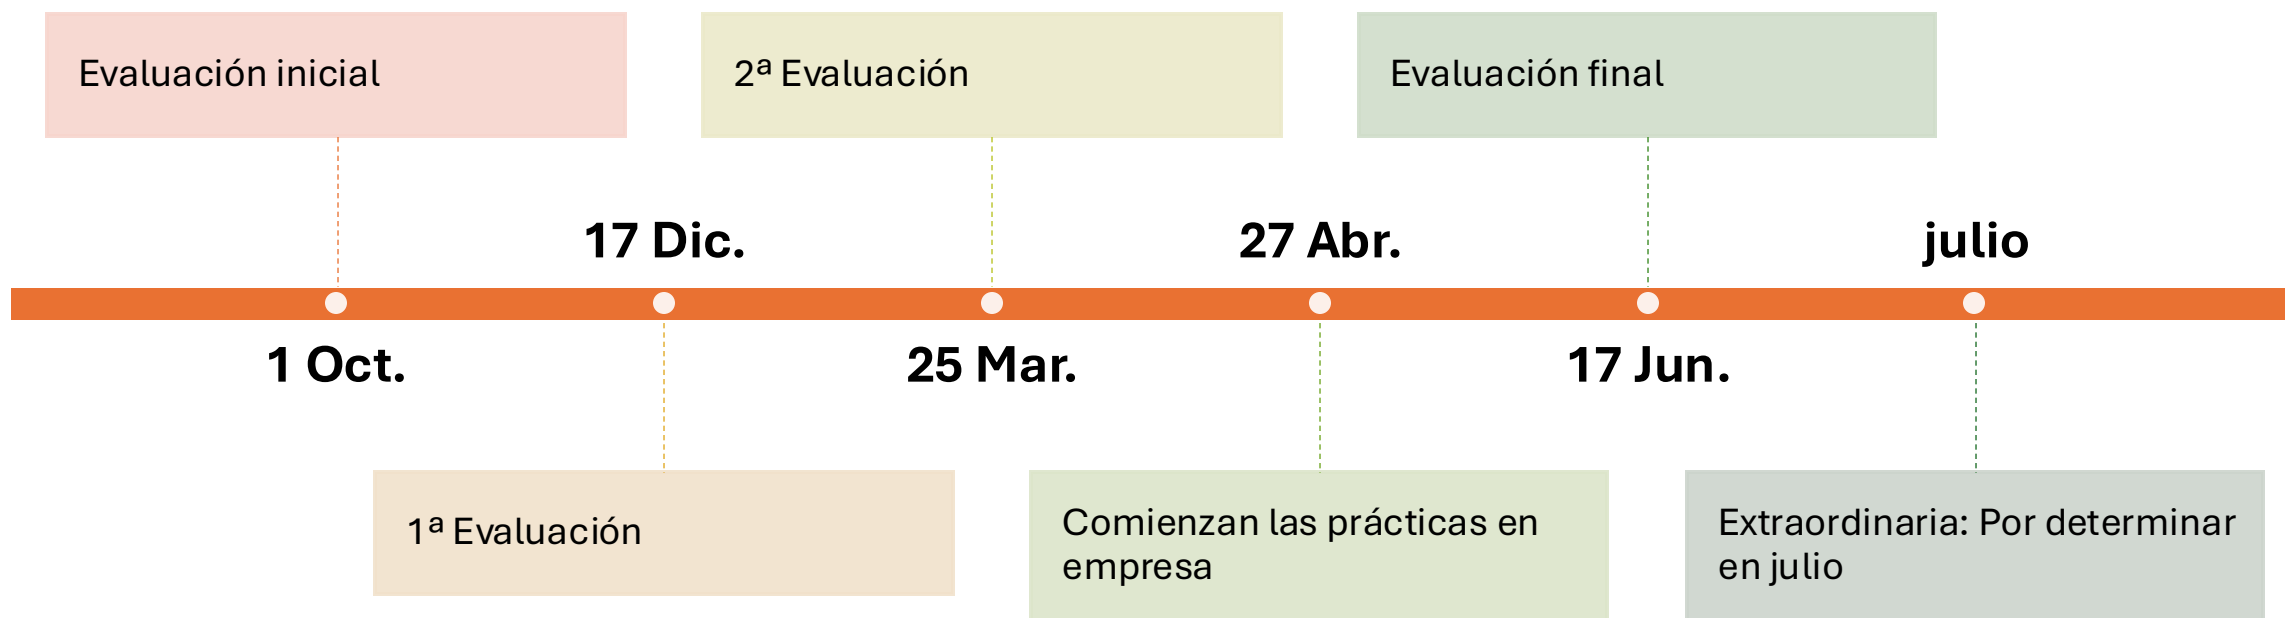 Evaluación inicial
2ª Evaluación
Evaluación final
17 Dic.
27 Abr.
julio
1 Oct.
25 Mar.
17 Jun.
1ª Evaluación
Comienzan las prácticas en
empresa
Extraordinaria: Por determinar
en julio